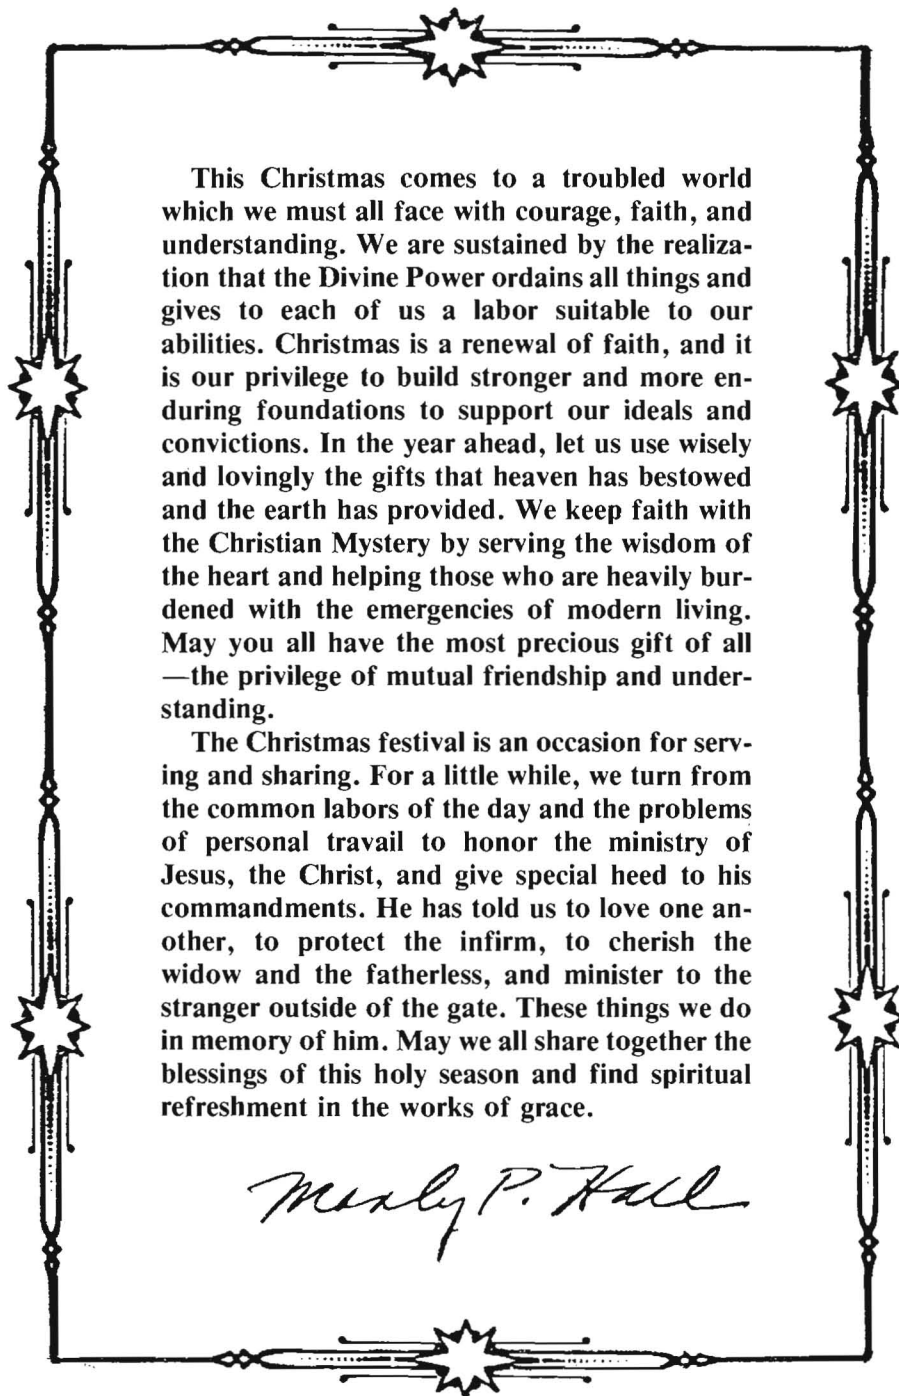 This Christmas comes to a troubled world
which we must all face with courage, faith, and
understanding. We are sustained by the realiza-
tion that the Divine Power ordains all things and
gives to each of us a labor suitable to our
abilities. Christmas is a renewal of faith, and it
is our privilege to build stronger and more en-
during foundations to support our ideals and
convictions. In the year ahead, let us use wisely
and lovingly the gifts that heaven has bestowed
and the earth has provided. We keep faith with
the Christian Mystery by serving the wisdom of
the heart and helping those who are heavily bur-
dened with the emergencies of modern living.
May you all have the most precious gift of all
—the privilege of mutual friendship and under-
standing.
The Christmas festival is an occasion for serv-
ing and sharing. For a little while, we turn from
the common labors of the day and the problems
of personal travail to honor the ministry of
Jesus, the Christ, and give special heed to his
commandments. He has told us to love one an-
other, to protect the infirm, to cherish the
widow and the fatherless, and minister to the
stranger outside of the gate. These things we do
in memory of him. May we all share together the
blessings of this holy season and find spiritual
refreshment in the works of grace.
Manly P. Hall